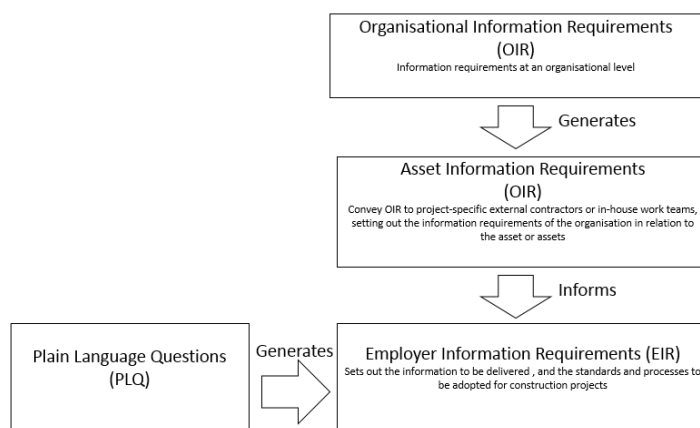 Organisational Information Requirements
(OIR)
Information requirements at an organisational level
Generates
Asset Information Requirements
(OIR)
Convey OIR to project-specific external contractors or in-house work teams,
setting out the information requirements of the organisation in relation to
the asset or assets
Informs
Plain Language Questions
(PLQ)
Generates
Employer Information Requirements (EIR)
Sets out the information to be delivered , and the standards and processes to
be adopted for construction projects